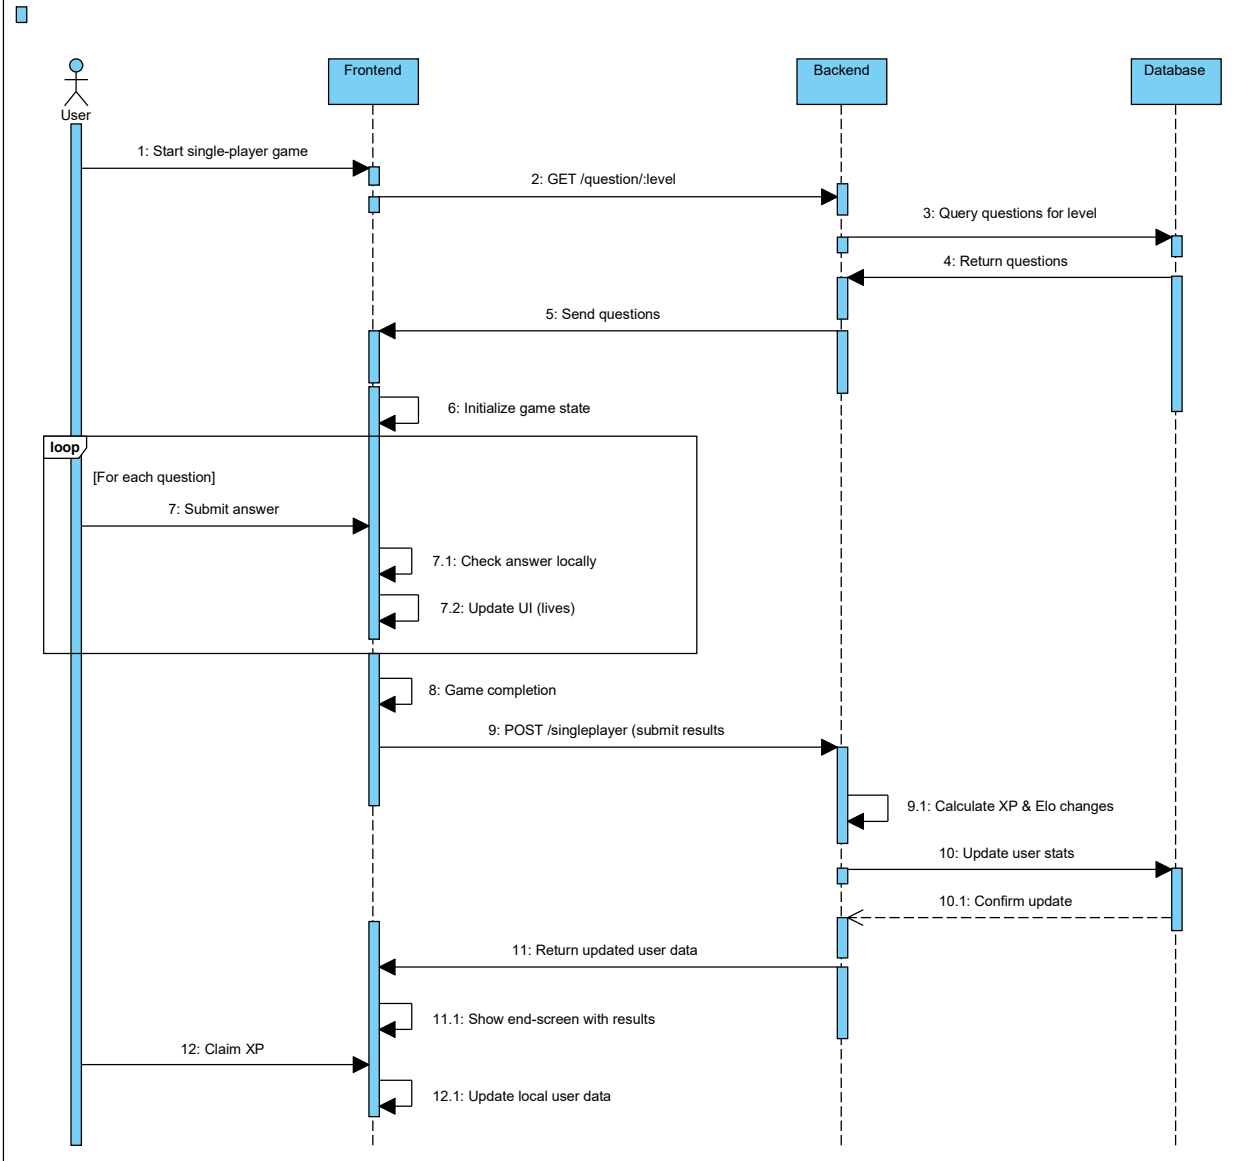 User
Frontend
Backend
Database
1: Start single-player game
2: GET /question/:level
3: Query questions for level
4: Return questions
5: Send questions
6: Initialize game state
loop
[For each question]
7: Submit answer
7.1: Check answer locally
7.2: Update UI (lives)
8: Game completion
9: POST /singleplayer (submit results
9.1: Calculate XP & Elo changes
10: Update user stats
10.1: Confirm update
11: Return updated user data
11.1: Show end-screen with results
12: Claim XP
12.1: Update local user data